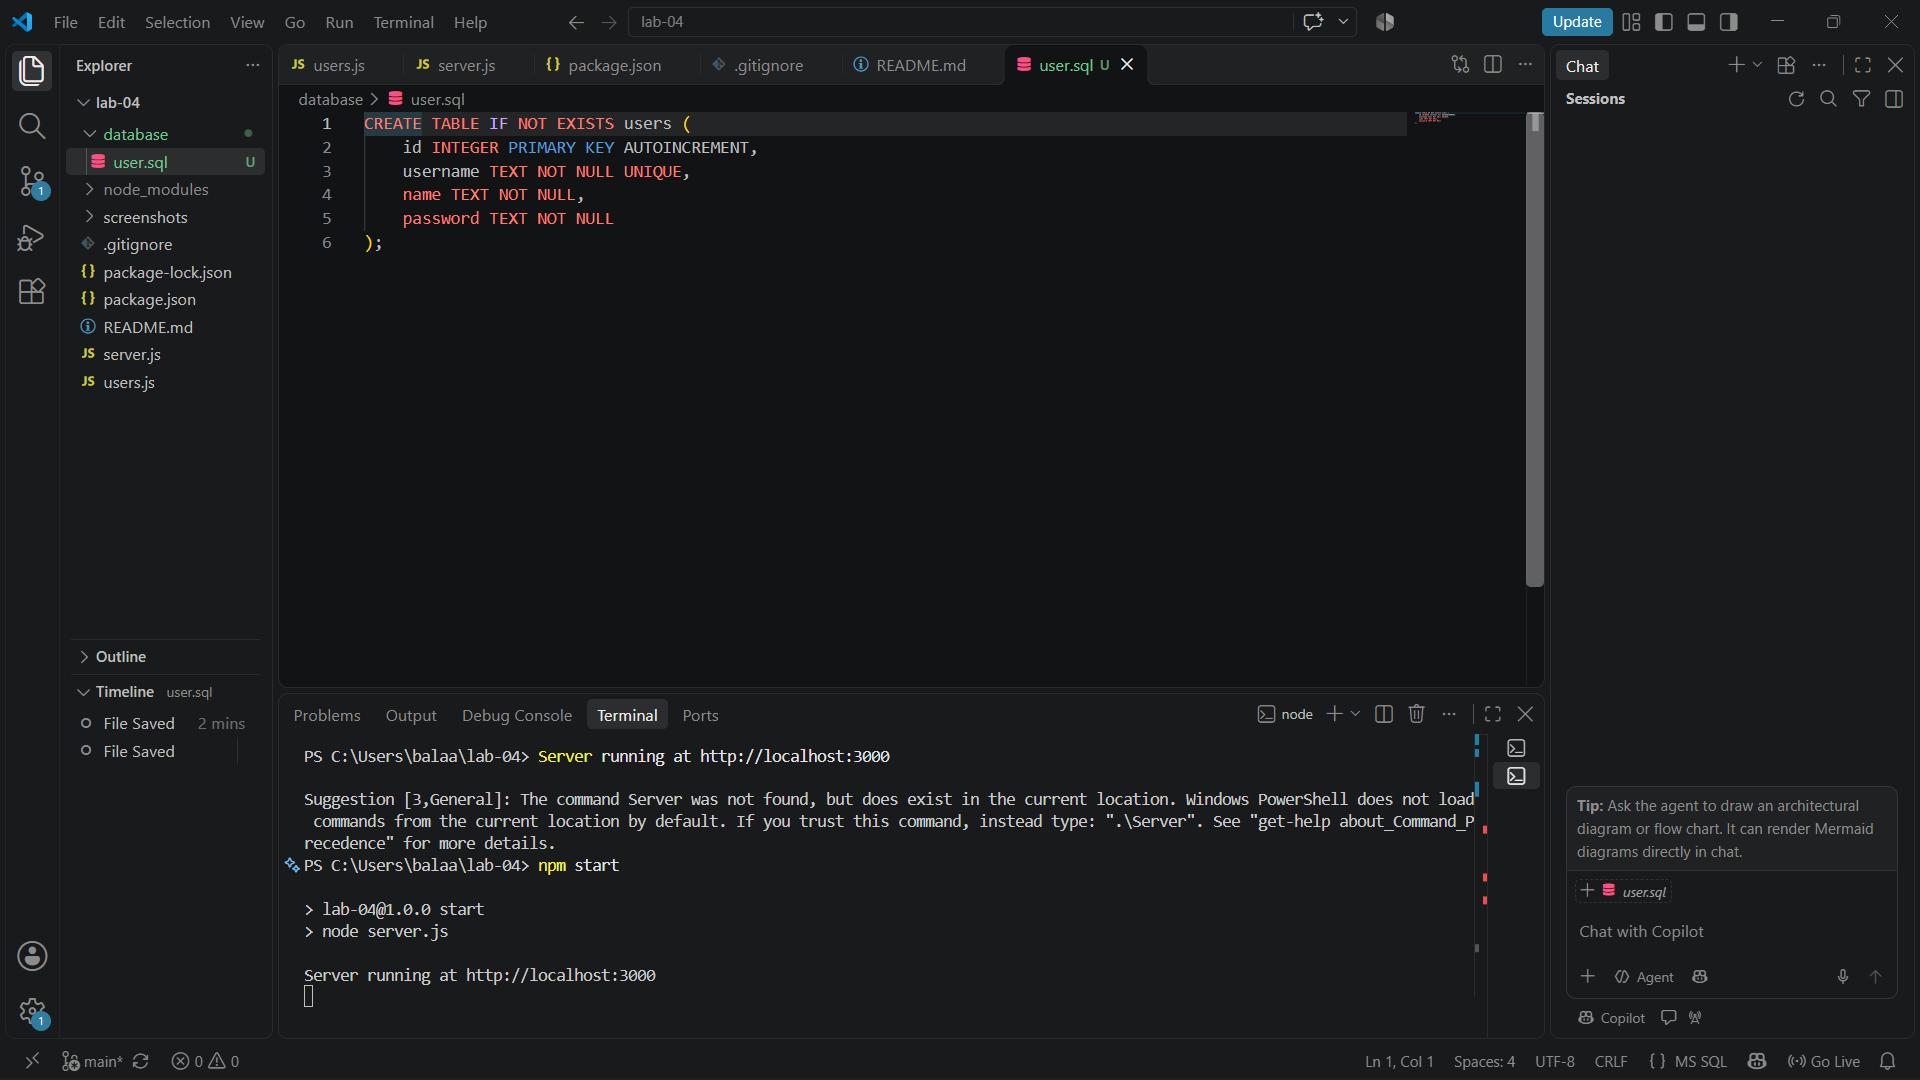 File Edit Selection View Go Run Terminal Help
lab-04
Update
Explorer
lab-04
database
user.sql U
node_modules
screenshots
.gitignore
package-lock.json
package.json
README.md
server.js
users.js
Outline
Timeline user.sql
File Saved 2 mins
File Saved
JS users.js
JS server.js
{} package.json
.gitignore
README.md
user.sql U
database > user.sql
1 CREATE TABLE IF NOT EXISTS users (
2 id INTEGER PRIMARY KEY AUTOINCREMENT,
3 username TEXT NOT NULL UNIQUE,
4 name TEXT NOT NULL,
5 password TEXT NOT NULL
6 );
Problems Output Debug Console Terminal Ports
node
PS C:\Users\balaa\lab-04> Server running at http://localhost:3000
Suggestion [3,General]: The command Server was not found, but does exist in the current location. Windows PowerShell does not load
commands from the current location by default. If you trust this command, instead type: ".\Server". See "get-help about_Command_P
recedence" for more details.
PS C:\Users\balaa\lab-04> npm start
> lab-04@1.0.0 start
> node server.js
Server running at http://localhost:3000
Chat
Sessions
Tip: Ask the agent to draw an architectural
diagram or flow chart. It can render Mermaid
diagrams directly in chat.
user.sql
Chat with Copilot
Agent
Copilot
1
1
main* 0 0
Ln 1, Col 1 Spaces: 4 UTF-8 CRLF {} MS SQL Go Live